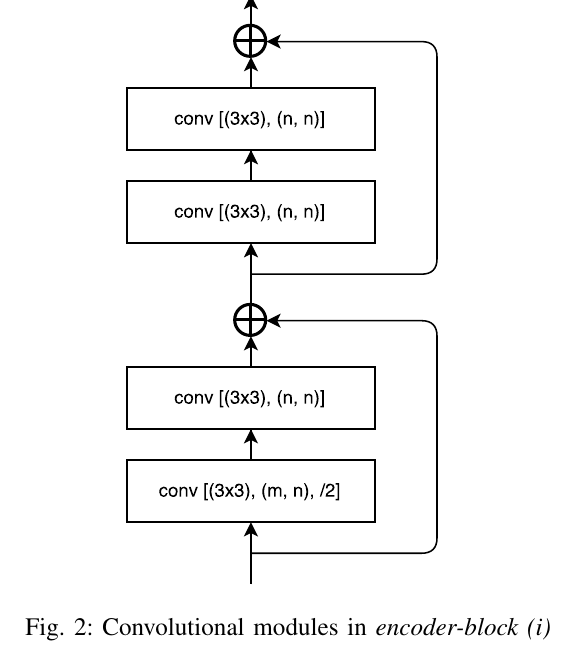 conv [(3x3), (n, n)]
conv [(3x3), (n, n)]
conv [(3x3), (n, n)]
conv [(3x3), (m, n), /2]
Fig. 2: Convolutional modules in encoder-block (i)